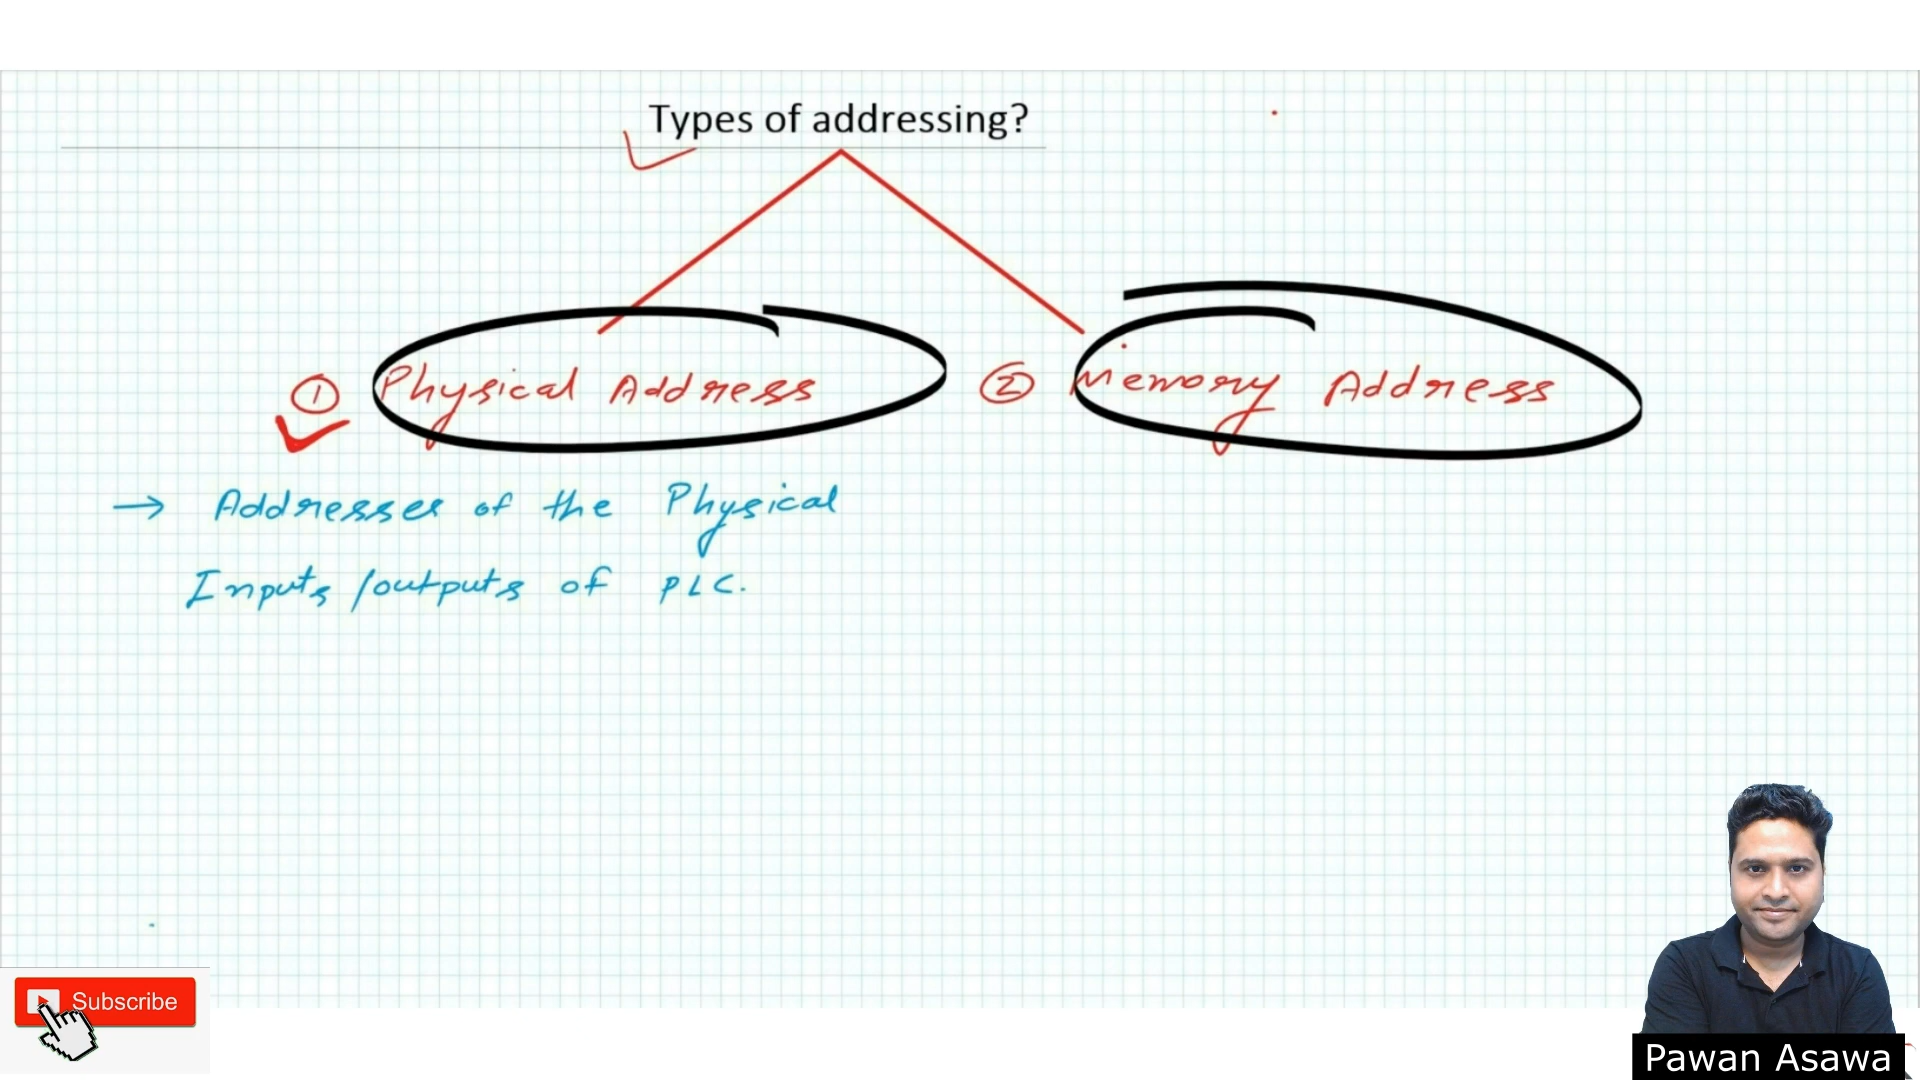 Types of addressing?
① Physical Address ② Memory Address
→ Addresses of the Physical
Inputs/outputs of PLC.
Subscribe
Pawan Asawa